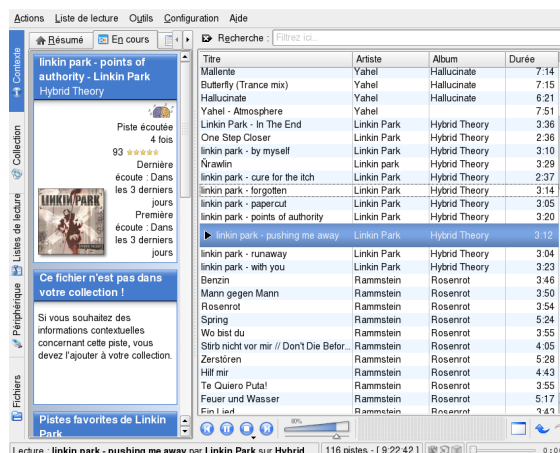 Actions Liste de lecture Outils Configuration Aide
Résumé En cours
Recherche : Filtrez ici...
Contexte
Collection
Listes de lecture
Périphérique
Fichiers
linkin park - points of
authority - Linkin Park
Hybrid Theory
Piste écoutée
4 fois
93
Dernière
écoute : Dans
les 3 derniers
jours
Première
écoute : Dans
les 3 derniers
jours
LINKIN PARK
Ce fichier n'est pas dans
votre collection !
Si vous souhaitez des
informations contextuelles
concernant cette piste, vous
devez l'ajouter à votre collection.
Pistes favorites de Linkin
Park
Titre Artiste Album Durée
Mallente Yahel Hallucinate 7:14
Butterfly (Trance mix) Yahel Hallucinate 7:15
Hallucinate Yahel Hallucinate 6:21
Yahel - Atmosphere Yahel 7:51
Linkin Park - In The End Linkin Park Hybrid Theory 3:36
One Step Closer Linkin Park Hybrid Theory 2:36
linkin park - by myself Linkin Park Hybrid Theory 3:10
Ñrawlin Linkin park Hybrid Theory 3:29
linkin park - cure for the itch Linkin Park Hybrid Theory 2:37
linkin park - forgotten Linkin Park Hybrid Theory 3:14
linkin park - papercut Linkin Park Hybrid Theory 3:05
linkin park - points of authority Linkin Park Hybrid Theory 3:20
linkin park - pushing me away Linkin Park Hybrid Theory 3:12
linkin park - runaway Linkin Park Hybrid Theory 3:04
linkin park - with you Linkin Park Hybrid Theory 3:23
Benzin Rammstein Rosenrot 3:46
Mann gegen Mann Rammstein Rosenrot 3:50
Rosenrot Rammstein Rosenrot 3:54
Spring Rammstein Rosenrot 5:24
Wo bist du Rammstein Rosenrot 3:55
Stirb nicht vor mir // Don't Die Befor... Rammstein Rosenrot 4:05
Zerstören Rammstein Rosenrot 5:28
Hilf mir Rammstein Rosenrot 4:43
Te Quiero Puta! Rammstein Rosenrot 3:55
Feuer und Wasser Rammstein Rosenrot 5:17
Ein Lied Rammstein Rosenrot 3:43
80%
Lecture : linkin park - pushing me away par Linkin Park sur Hybrid 116 pistes - [ 9:22:42 ]